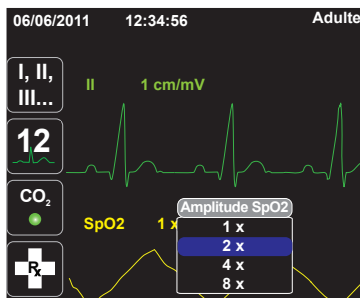 06/06/2011 12:34:56 Adulte
I, II,
III...
II 1 cm/mV
12
CO2
SpO2 1 x
Amplitude SpO2
1 x
2 x
4 x
8 x
Rx